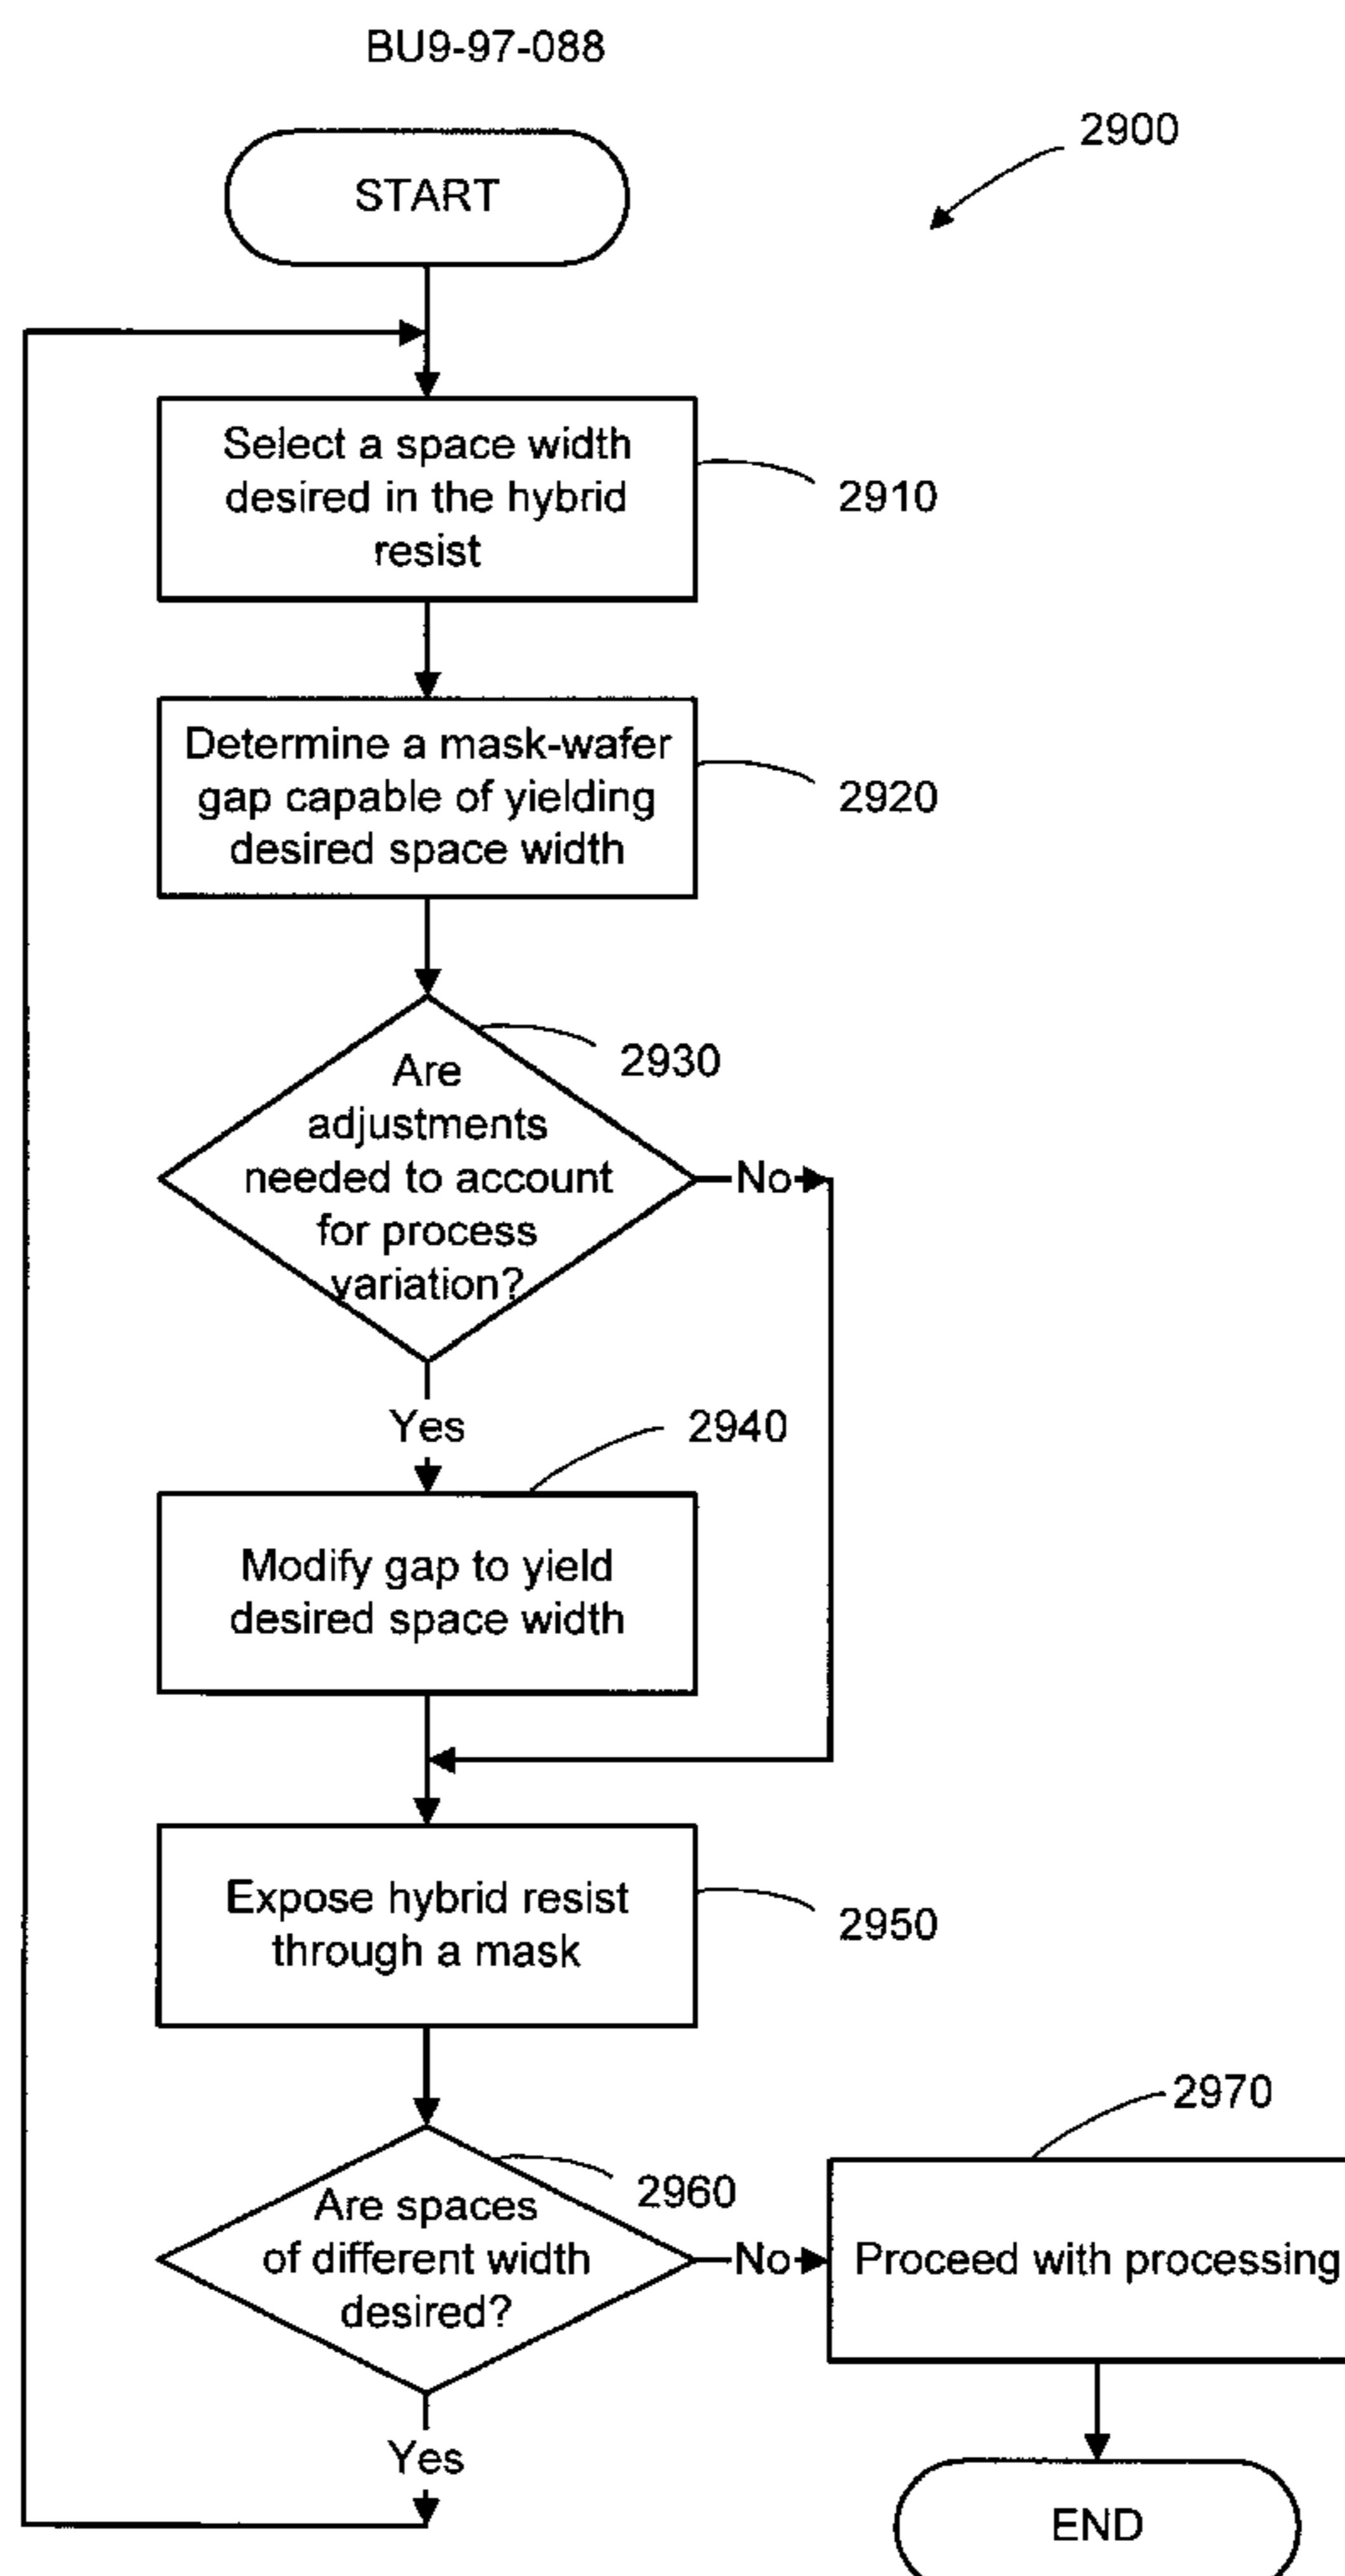 BU9-97-088
2900
START
Select a space width
desired in the hybrid
resist
2910
Determine a mask-wafer
gap capable of yielding
desired space width
2920
2930
Are
adjustments
needed to account
for process
variation?
No
Yes
2940
Modify gap to yield
desired space width
Expose hybrid resist
through a mask
2950
2960
Are spaces
of different width
desired?
No
2970
Proceed with processing
Yes
END